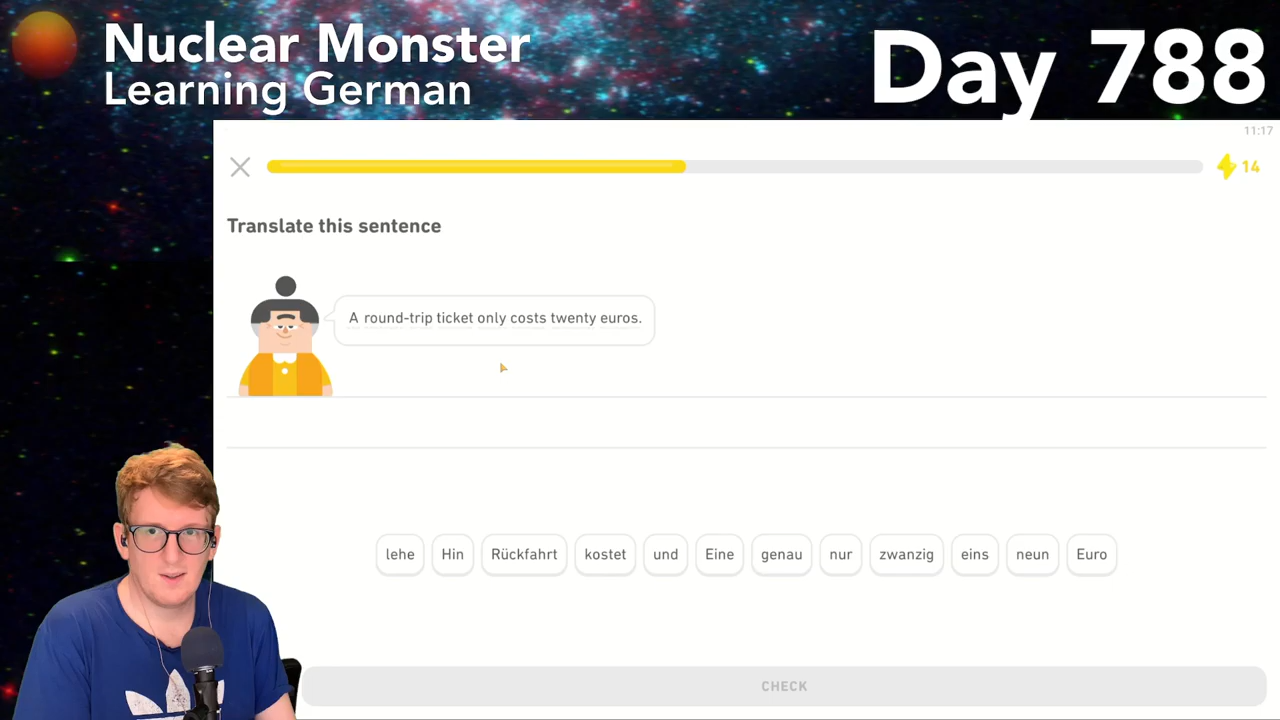 Nuclear Monster
Learning German
Day 788
11:17
14
Translate this sentence
A round-trip ticket only costs twenty euros.
lehe Hin Rückfahrt kostet und Eine genau nur zwanzig eins neun Euro
CHECK